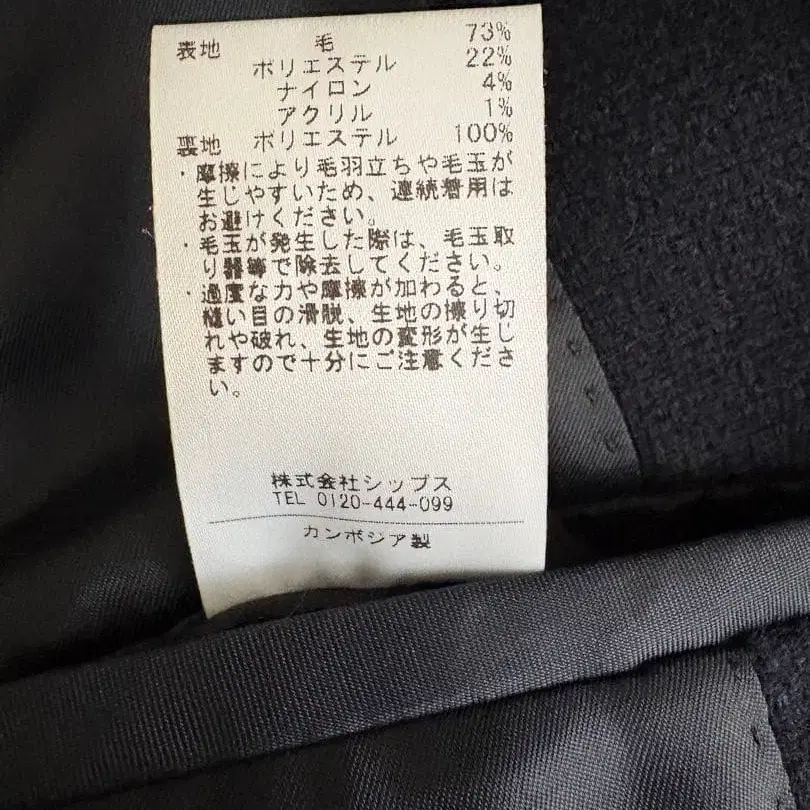 表地 毛 73%
ポリエステル 22%
ナイロン 4%
アクリル 1%
裏地 ポリエステル 100%
・摩擦により毛羽立ちや毛玉が
生じやすいため、連続着用は
お避けください。
・毛玉が発生した際は、毛玉取
り器等で除去してください。
・過度な力や摩擦が加わると、
縫い目の滑脱、生地の擦り切
れや破れ、生地の変形が生じ
ますので十分にご注意くださ
い。
株式会社シップス
TEL 0120-444-099
カンボジア製